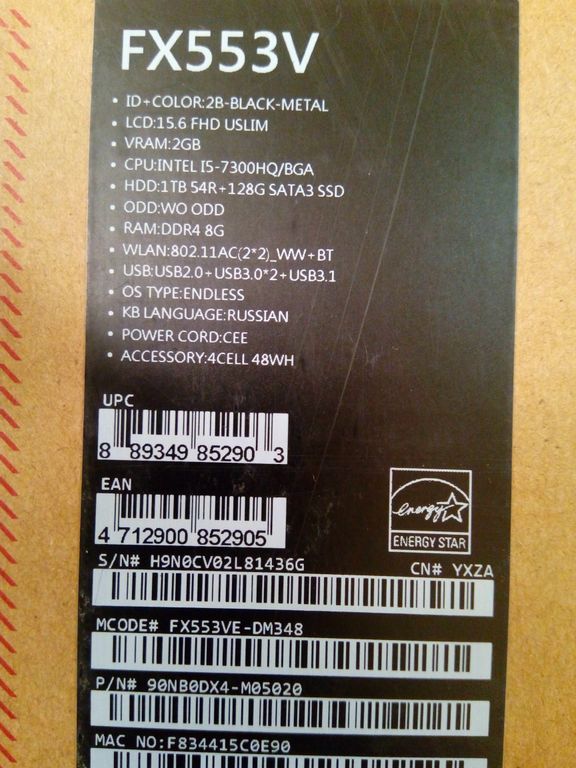 FX553V
• ID+COLOR:2B-BLACK-METAL
• LCD:15.6 FHD USLIM
• VRAM:2GB
• CPU:INTEL I5-7300HQ/BGA
• HDD:1TB 54R+128G SATA3 SSD
• ODD:WO ODD
• RAM:DDR4 8G
• WLAN:802.11AC(2*2)_WW+BT
• USB:USB2.0+USB3.0*2+USB3.1
• OS TYPE:ENDLESS
• KB LANGUAGE:RUSSIAN
• POWER CORD:CEE
• ACCESSORY:4CELL 48WH
UPC
8 89349 85290 3
EAN
4 712900 852905
energy
ENERGY STAR
S/N# H9N0CV02L81436G
CN# YXZA
MCODE# FX553VE-DM348
P/N# 90NB0DX4-M05020
MAC NO:F834415C0E90